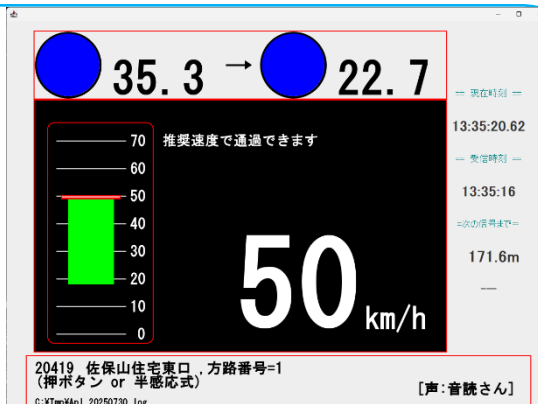 35.3 → 22.7
== 現在時刻 ==
13:35:20.62
== 受信時刻 ==
13:35:16
=次の信号まで=
171.6m
---
推奨速度で通過できます
70
60
50
40
30
20
10
0
50 km/h
20419 佐保山住宅東口 ,方路番号=1
(押ボタン or 半感応式)
[声:音読さん]
C:¥Tmp¥Apl_20250730.log